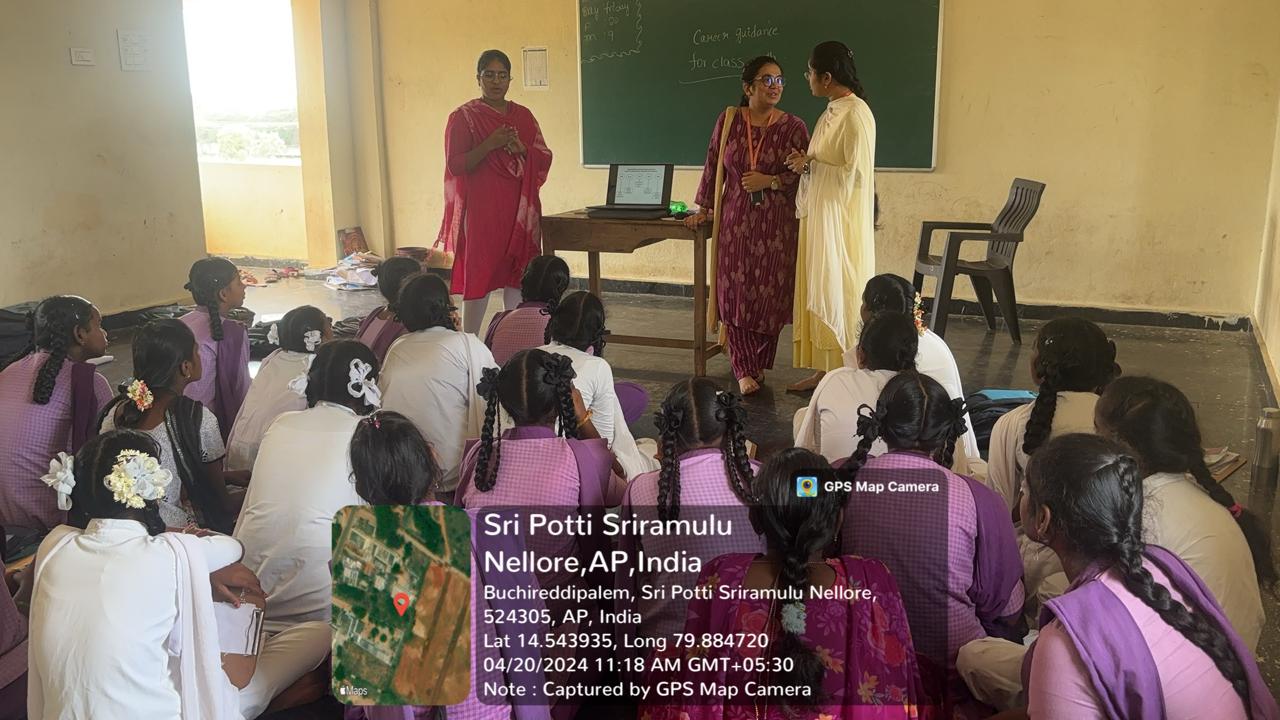 Day friday
Career guidance
for class
GPS Map Camera
Sri Potti Sriramulu
Nellore,AP,India
Buchireddipalem, Sri Potti Sriramulu Nellore,
524305, AP, India
Lat 14.543935, Long 79.884720
04/20/2024 11:18 AM GMT+05:30
Note : Captured by GPS Map Camera
Maps